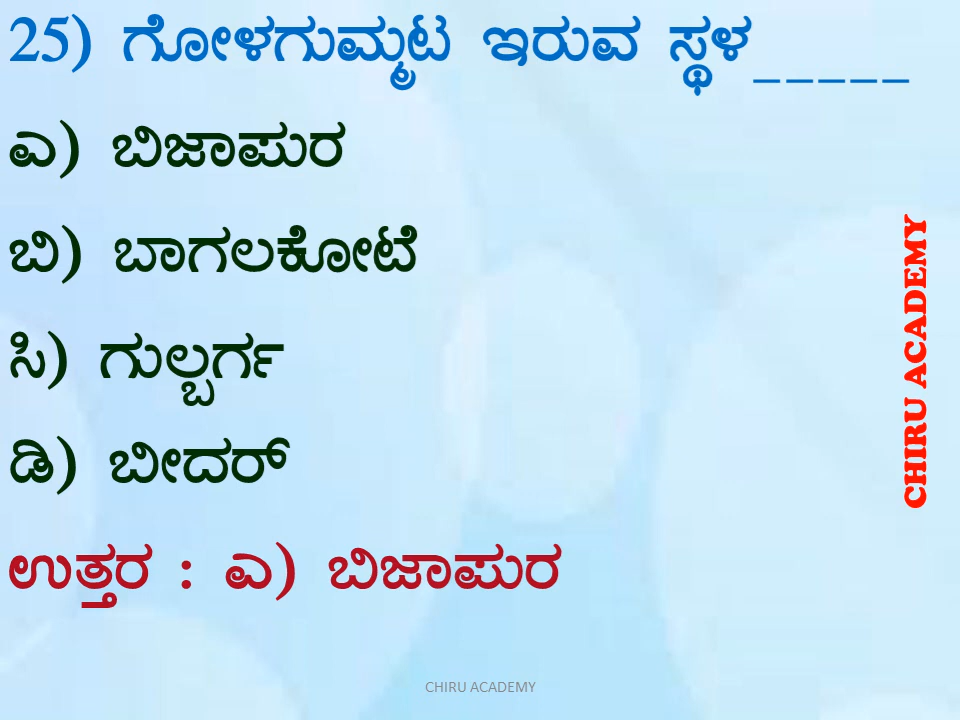 25) ಗೋಳಗುಮ್ಮಟ ಇರುವ ಸ್ಥಳ_____
ಎ) ಬಿಜಾಪುರ
ಬಿ) ಬಾಗಲಕೋಟೆ
ಸಿ) ಗುಲ್ಬರ್ಗ
ಡಿ) ಬೀದರ್
ಉತ್ತರ : ಎ) ಬಿಜಾಪುರ
CHIRU ACADEMY
CHIRU ACADEMY